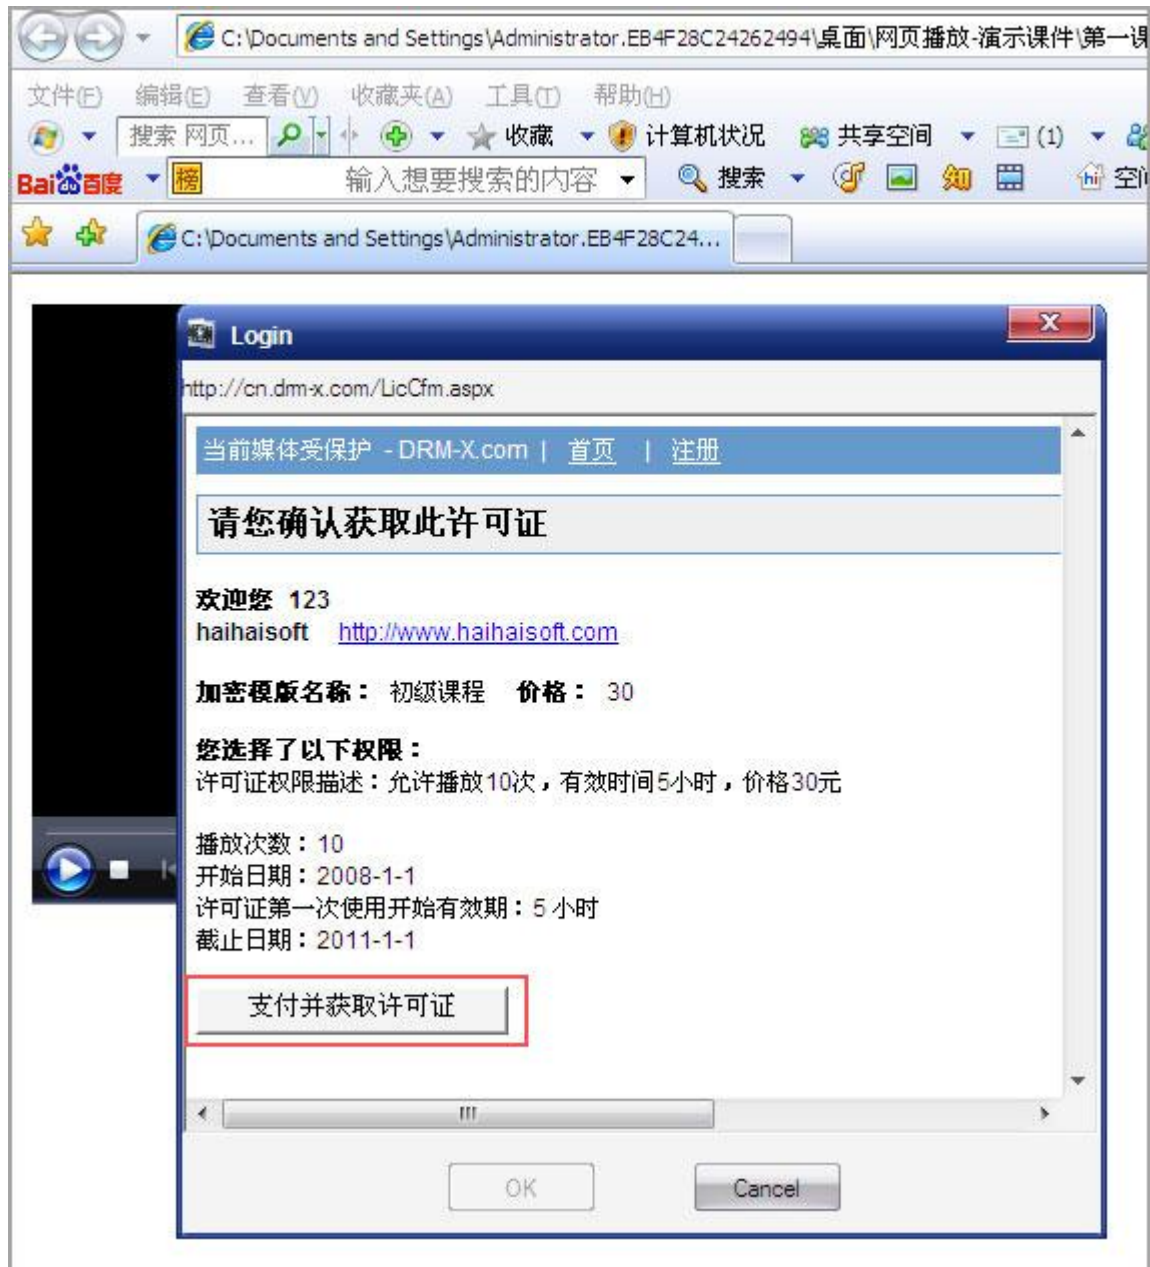 C:\Documents and Settings\Administrator.EB4F28C24262494\桌面\网页播放-演示课件\第一课
文件(F) 编辑(E) 查看(V) 收藏夹(A) 工具(T) 帮助(H)
搜索 网页... 收藏 计算机状况 共享空间 (1)
Bai百度 榜 输入想要搜索的内容 搜索 知 hi 空间
C:\Documents and Settings\Administrator.EB4F28C24...
Login
http://cn.drm-x.com/LicCfm.aspx
当前媒体受保护 - DRM-X.com | 首页 | 注册
请您确认获取此许可证
欢迎您 123
haihaisoft http://www.haihaisoft.com
加密模版名称： 初级课程 价格： 30
您选择了以下权限：
许可证权限描述：允许播放10次，有效时间5小时，价格30元
播放次数：10
开始日期：2008-1-1
许可证第一次使用开始有效期：5 小时
截止日期：2011-1-1
支付并获取许可证
OK Cancel